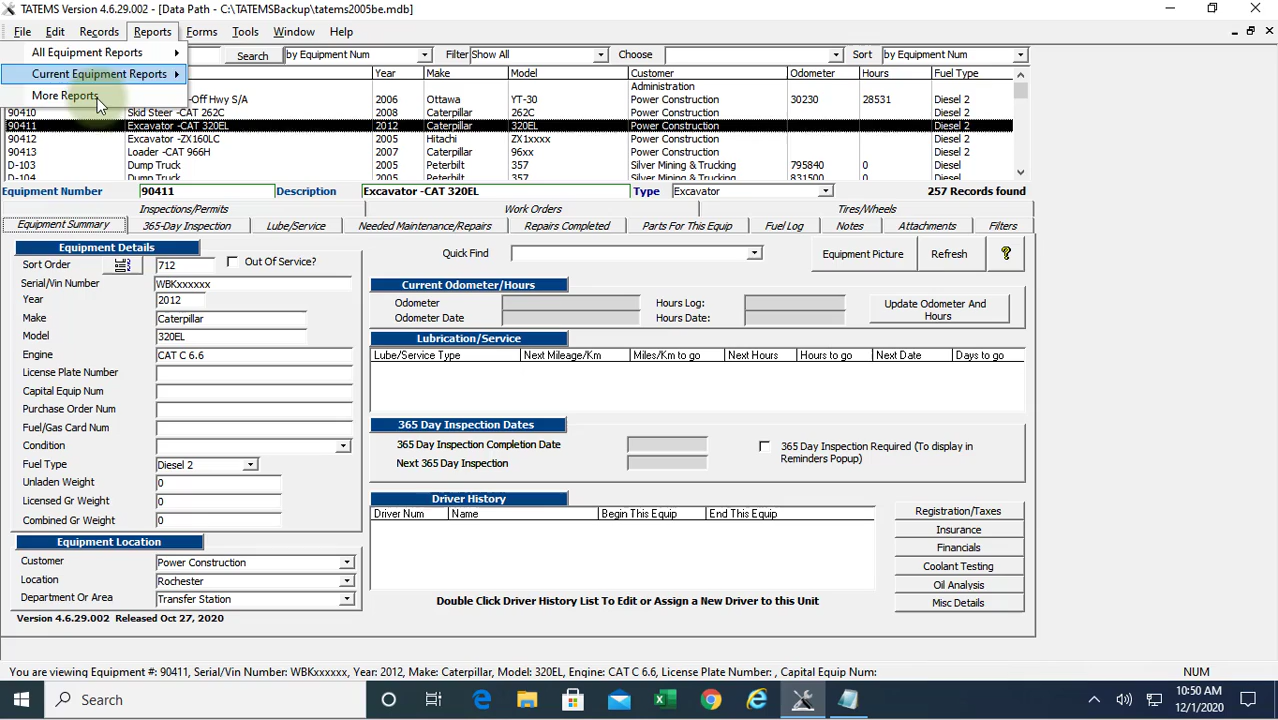 TATEMS Version 4.6.29.002 - [Data Path - C:\TATEMSBackup\tatems2005be.mdb]
File Edit Records Reports Forms Tools Window Help
All Equipment Reports
Current Equipment Reports
More Reports
Search by Equipment Num Filter Show All Choose Sort by Equipment Num
Year Make Model Customer Odometer Hours Fuel Type
Administration
-Off Hwy S/A 2006 Ottawa YT-30 Power Construction 30230 28531 Diesel 2
90410 Skid Steer -CAT 262C 2008 Caterpillar 262C Power Construction Diesel 2
90411 Excavator -CAT 320EL 2012 Caterpillar 320EL Power Construction Diesel 2
90412 Excavator -ZX160LC 2005 Hitachi ZX1xxxx Power Construction Diesel 2
90413 Loader -CAT 966H 2007 Caterpillar 96xx Power Construction Diesel 2
D-103 Dump Truck 2005 Peterbilt 357 Silver Mining & Trucking 795840 0 Diesel
D-104 Dump Truck 2005 Peterbilt 357 Silver Mining & Trucking 831500 0 Diesel
Equipment Number 90411 Description Excavator -CAT 320EL Type Excavator 257 Records found
Inspections/Permits Work Orders Tires/Wheels
Equipment Summary 365-Day Inspection Lube/Service Needed Maintenance/Repairs Repairs Completed Parts For This Equip Fuel Log Notes Attachments Filters
Equipment Details
Sort Order 712 Out Of Service?
Serial/Vin Number WBKxxxxxx
Year 2012
Make Caterpillar
Model 320EL
Engine CAT C 6.6
License Plate Number
Capital Equip Num
Purchase Order Num
Fuel/Gas Card Num
Condition
Fuel Type Diesel 2
Unladen Weight 0
Licensed Gr Weight 0
Combined Gr Weight 0
Equipment Location
Customer Power Construction
Location Rochester
Department Or Area Transfer Station
Version 4.6.29.002 Released Oct 27, 2020
Quick Find Equipment Picture Refresh ?
Current Odometer/Hours
Odometer Hours Log:
Odometer Date Hours Date:
Update Odometer And
Hours
Lubrication/Service
Lube/Service Type Next Mileage/Km Miles/Km to go Next Hours Hours to go Next Date Days to go
365 Day Inspection Dates
365 Day Inspection Completion Date
Next 365 Day Inspection
365 Day Inspection Required (To display in
Reminders Popup)
Driver History
Driver Num Name Begin This Equip End This Equip
Double Click Driver History List To Edit or Assign a New Driver to this Unit
Registration/Taxes
Insurance
Financials
Coolant Testing
Oil Analysis
Misc Details
You are viewing Equipment #: 90411, Serial/Vin Number: WBKxxxxxx, Year: 2012, Make: Caterpillar, Model: 320EL, Engine: CAT C 6.6, License Plate Number: , Capital Equip Num: NUM
Search
10:50 AM
12/1/2020